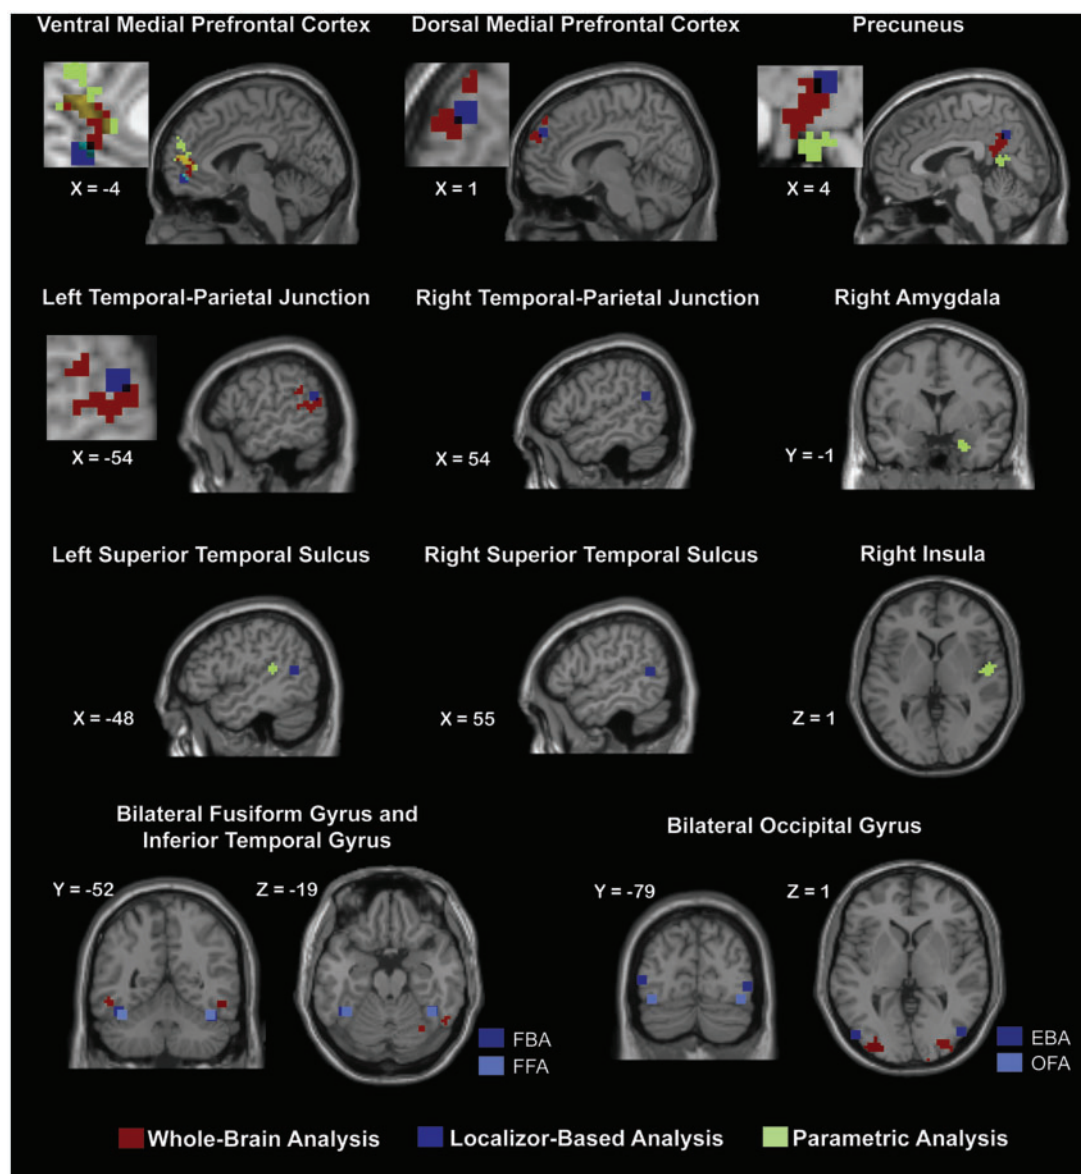 Ventral Medial Prefrontal Cortex
Dorsal Medial Prefrontal Cortex
Precuneus
X = -4
X = 1
X = 4
Left Temporal-Parietal Junction
Right Temporal-Parietal Junction
Right Amygdala
X = -54
X = 54
Y = -1
Left Superior Temporal Sulcus
Right Superior Temporal Sulcus
Right Insula
X = -48
X = 55
Z = 1
Bilateral Fusiform Gyrus and
Inferior Temporal Gyrus
Bilateral Occipital Gyrus
Y = -52
Z = -19
Y = -79
Z = 1
FBA
FFA
EBA
OFA
Whole-Brain Analysis
Localizor-Based Analysis
Parametric Analysis